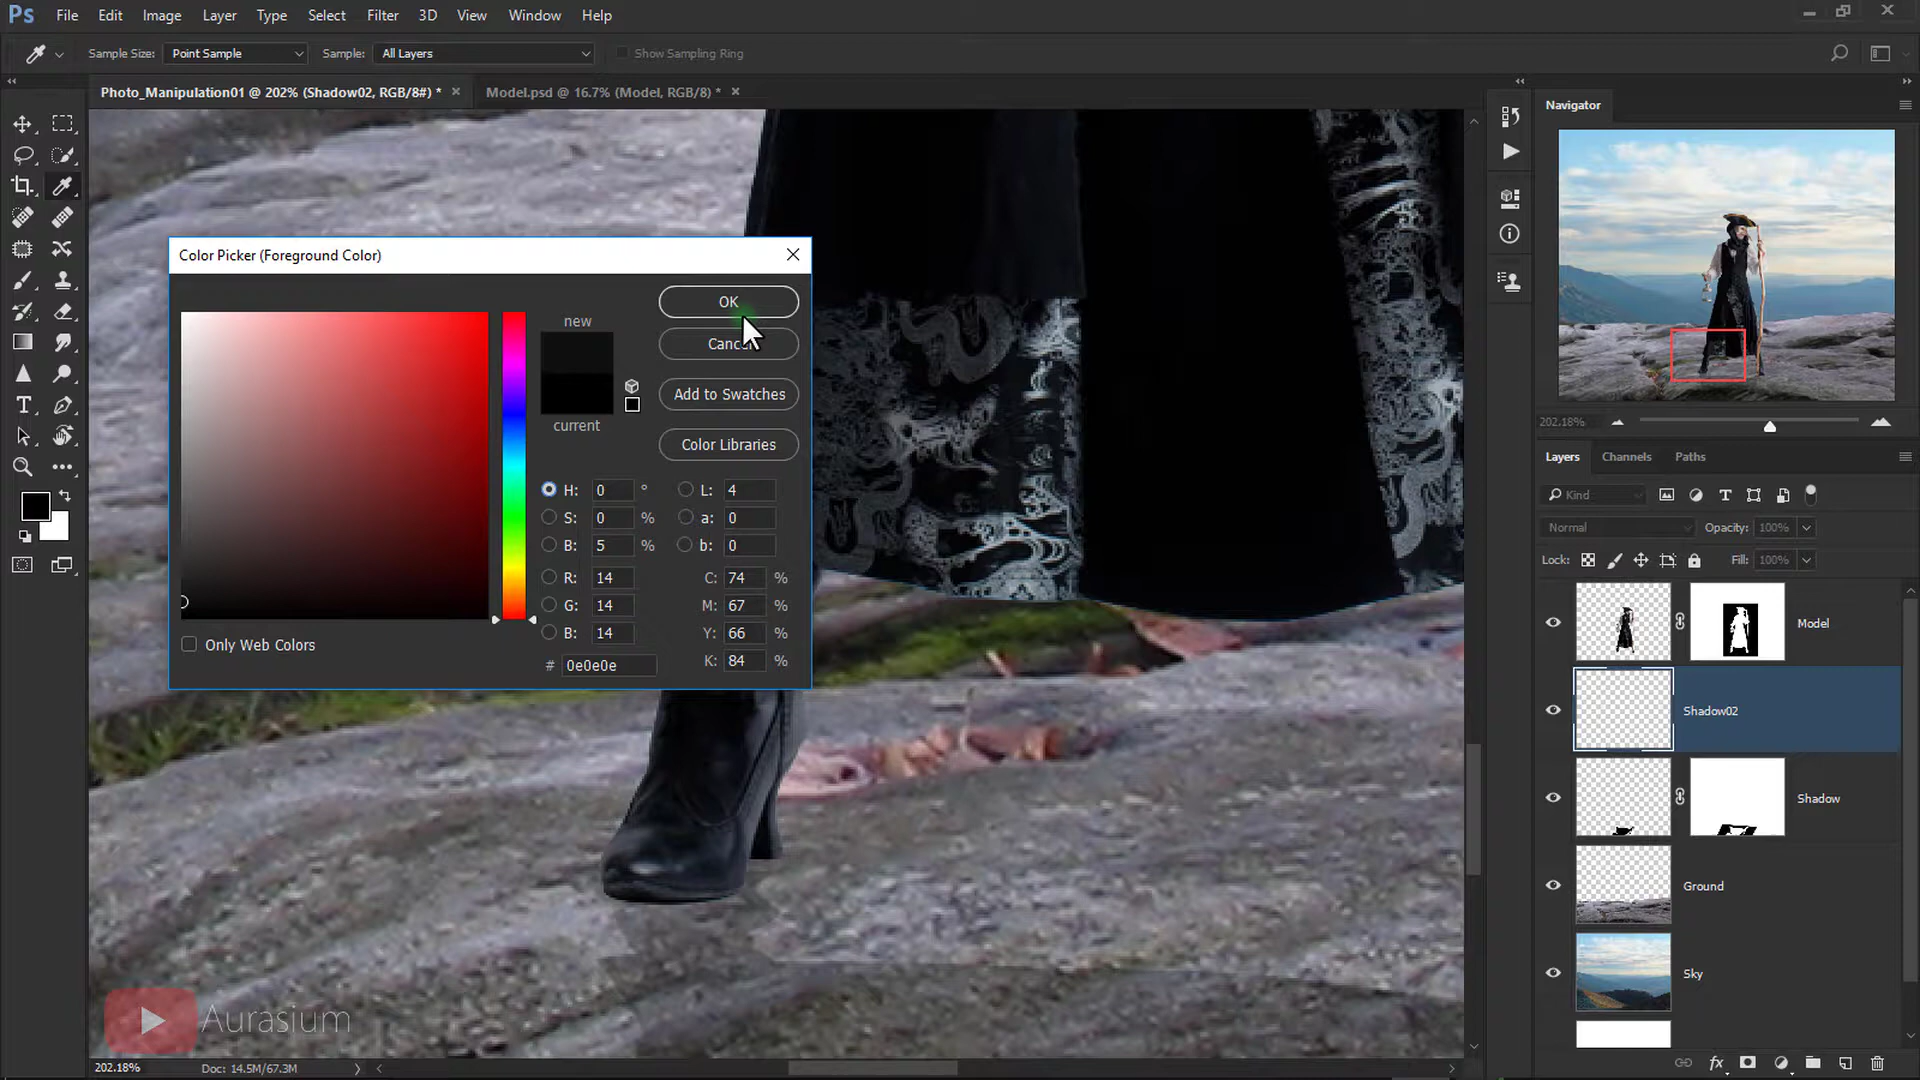 Ps File Edit Image Layer Type Select Filter 3D View Window Help
Sample Size: Point Sample Sample: All Layers Show Sampling Ring
Photo_Manipulation01 @ 202% (Shadow02, RGB/8#) * Model.psd @ 16.7% (Model, RGB/8) *
Navigator
Color Picker (Foreground Color)
OK
new
Cancel
Add to Swatches
current
Color Libraries
H: 0 ° L: 4
S: 0 % a: 0
B: 5 % b: 0
R: 14 C: 74 %
G: 14 M: 67 %
B: 14 Y: 66 %
# 0e0e0e K: 84 %
Only Web Colors
202.18%
Layers Channels Paths
Kind
Normal Opacity: 100%
Lock: Fill: 100%
Model
Shadow02
Shadow
Ground
Sky
Aurasium
202.18% Doc: 14.5M/67.3M
fx